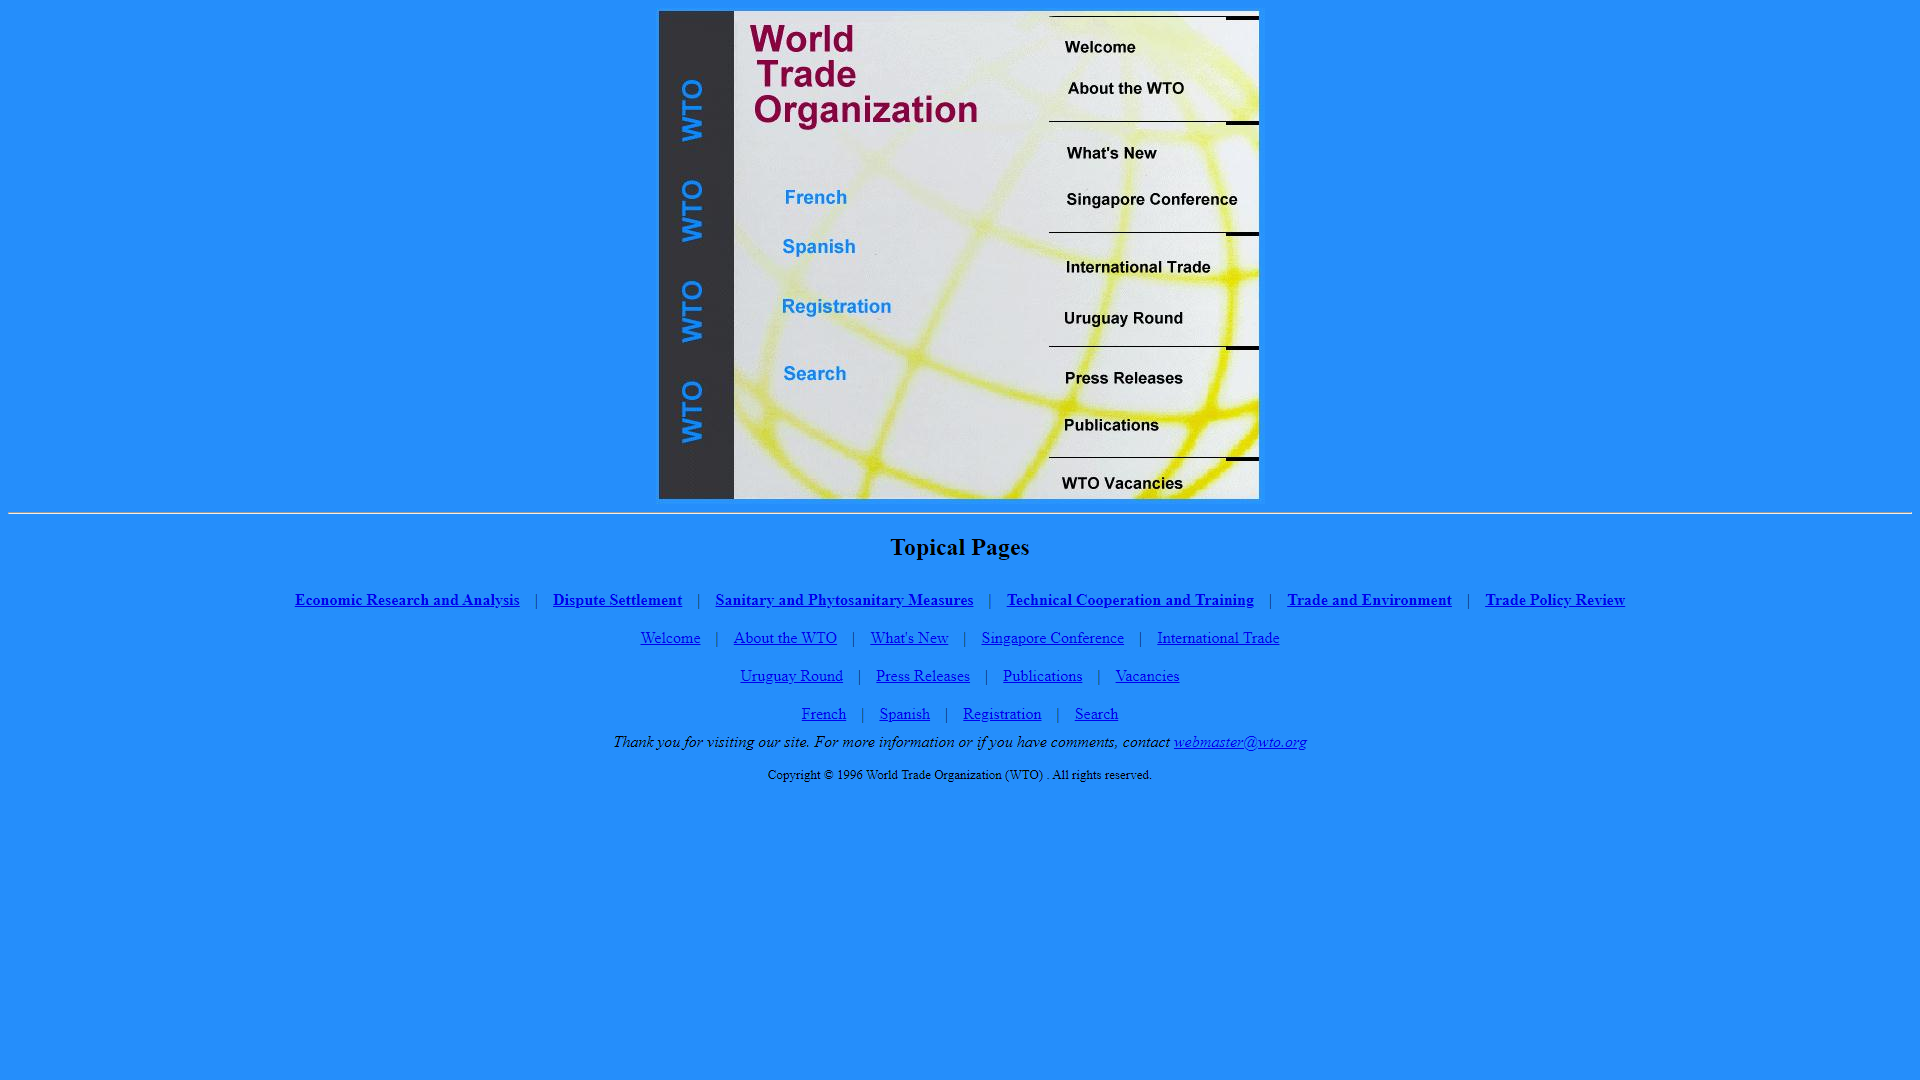 WTO
WTO
WTO
WTO
World
Trade
Organization
French
Spanish
Registration
Search
Welcome
About the WTO
What's New
Singapore Conference
International Trade
Uruguay Round
Press Releases
Publications
WTO Vacancies
Topical Pages
Economic Research and Analysis | Dispute Settlement | Sanitary and Phytosanitary Measures | Technical Cooperation and Training | Trade and Environment | Trade Policy Review
Welcome | About the WTO | What's New | Singapore Conference | International Trade
Uruguay Round | Press Releases | Publications | Vacancies
French | Spanish | Registration | Search
Thank you for visiting our site. For more information or if you have comments, contact webmaster@wto.org
Copyright © 1996 World Trade Organization (WTO) . All rights reserved.